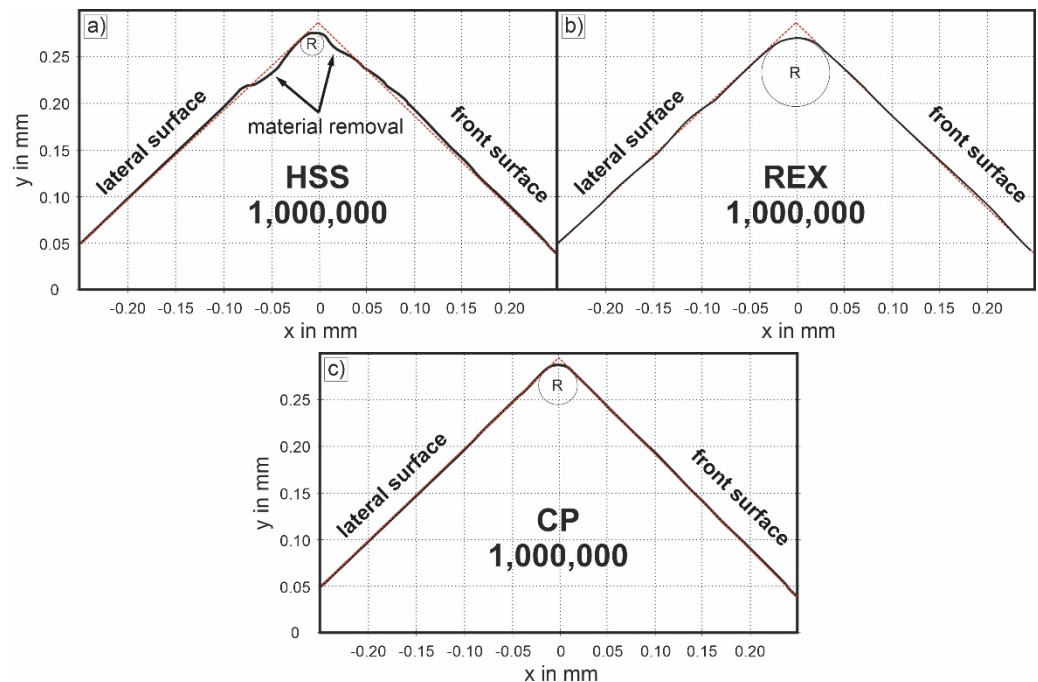 a)
R
0.25
0.20
0.15
0.10
0.05
0
y in mm
lateral surface
material removal
front surface
HSS
1,000,000
-0.20 -0.15 -0.10 -0.05 0 0.05 0.10 0.15 0.20
x in mm
b)
R
lateral surface
front surface
REX
1,000,000
-0.20 -0.15 -0.10 -0.05 0 0.05 0.10 0.15 0.20
x in mm
c)
R
0.25
0.20
0.15
0.10
0.05
0
y in mm
lateral surface
front surface
CP
1,000,000
-0.20 -0.15 -0.10 -0.05 0 0.05 0.10 0.15 0.20
x in mm